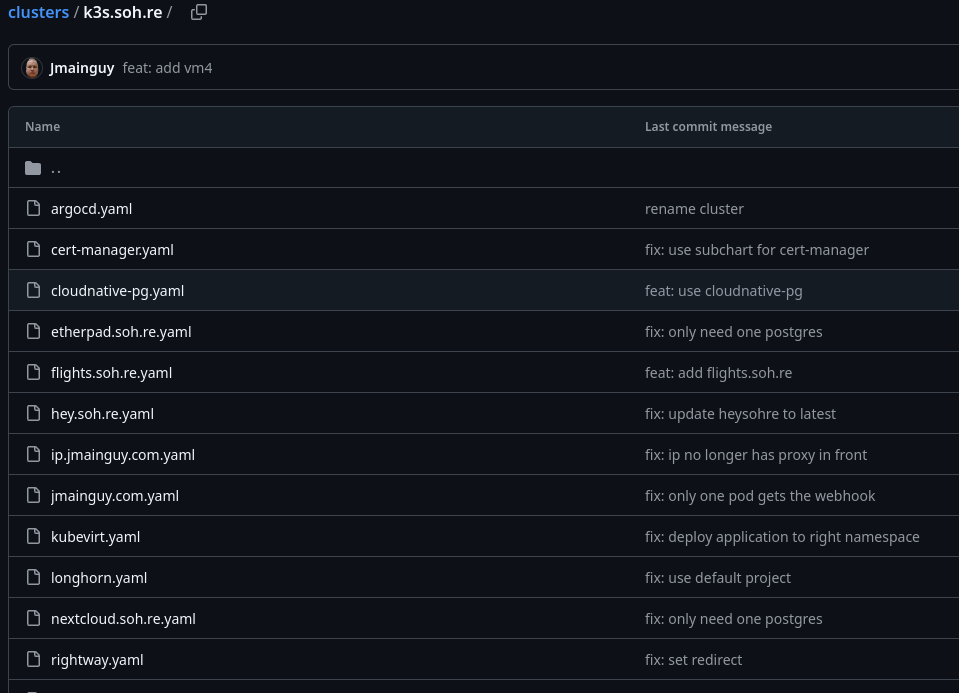 clusters / k3s.soh.re /
Jmainguy feat: add vm4
Name Last commit message
..
argocd.yaml rename cluster
cert-manager.yaml fix: use subchart for cert-manager
cloudnative-pg.yaml feat: use cloudnative-pg
etherpad.soh.re.yaml fix: only need one postgres
flights.soh.re.yaml feat: add flights.soh.re
hey.soh.re.yaml fix: update heysohre to latest
ip.jmainguy.com.yaml fix: ip no longer has proxy in front
jmainguy.com.yaml fix: only one pod gets the webhook
kubevirt.yaml fix: deploy application to right namespace
longhorn.yaml fix: use default project
nextcloud.soh.re.yaml fix: only need one postgres
rightway.yaml fix: set redirect